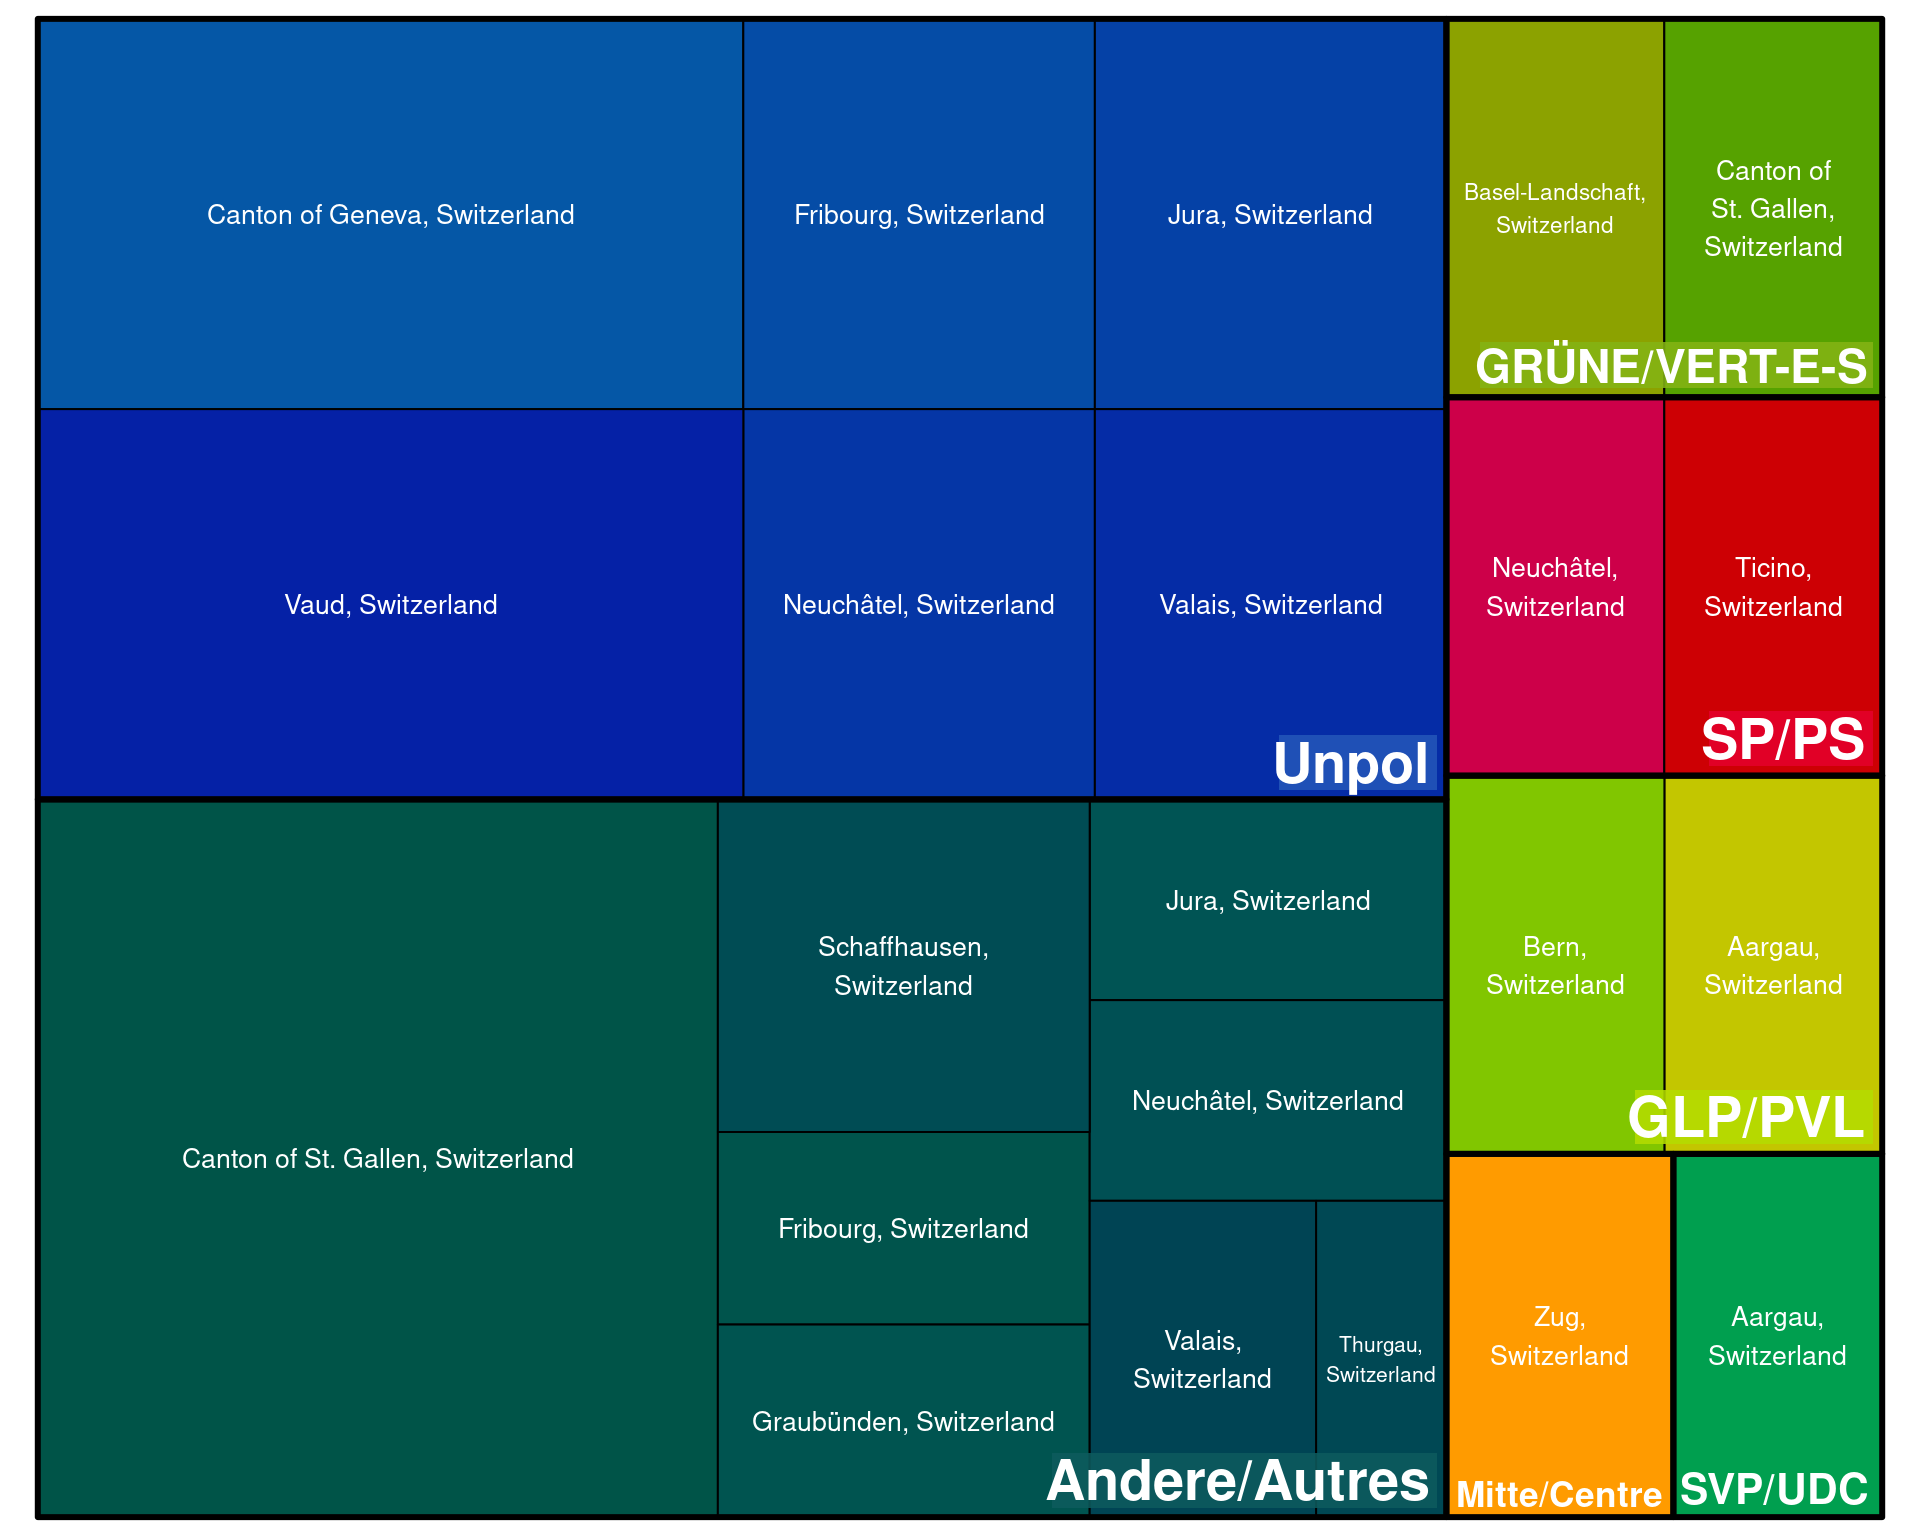 Canton of Geneva, Switzerland
Fribourg, Switzerland
Jura, Switzerland
Vaud, Switzerland
Neuchâtel, Switzerland
Valais, Switzerland
Unpol
Canton of St. Gallen, Switzerland
Schaffhausen,
Switzerland
Fribourg, Switzerland
Graubünden, Switzerland
Jura, Switzerland
Neuchâtel, Switzerland
Valais,
Switzerland
Thurgau,
Switzerland
Andere/Autres
Basel-Landschaft,
Switzerland
Canton of
St. Gallen,
Switzerland
GRÜNE/VERT-E-S
Neuchâtel,
Switzerland
Ticino,
Switzerland
SP/PS
Bern,
Switzerland
Aargau,
Switzerland
GLP/PVL
Zug,
Switzerland
Mitte/Centre
Aargau,
Switzerland
SVP/UDC